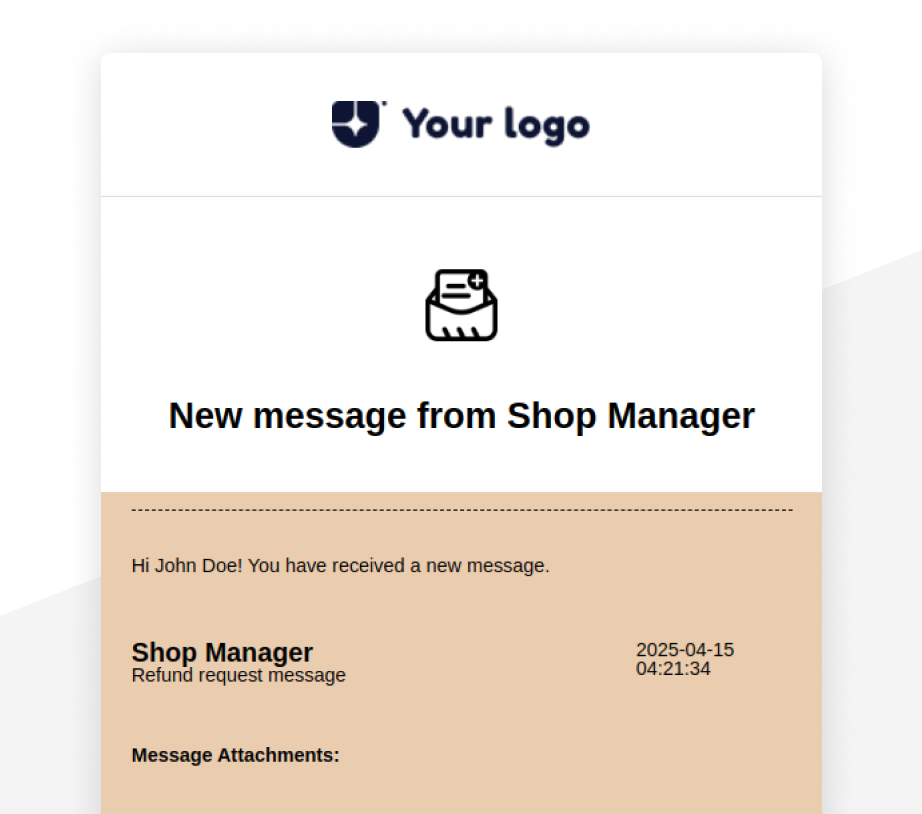 Your logo
New message from Shop Manager
Hi John Doe! You have received a new message.
Shop Manager
Refund request message
2025-04-15
04:21:34
Message Attachments: